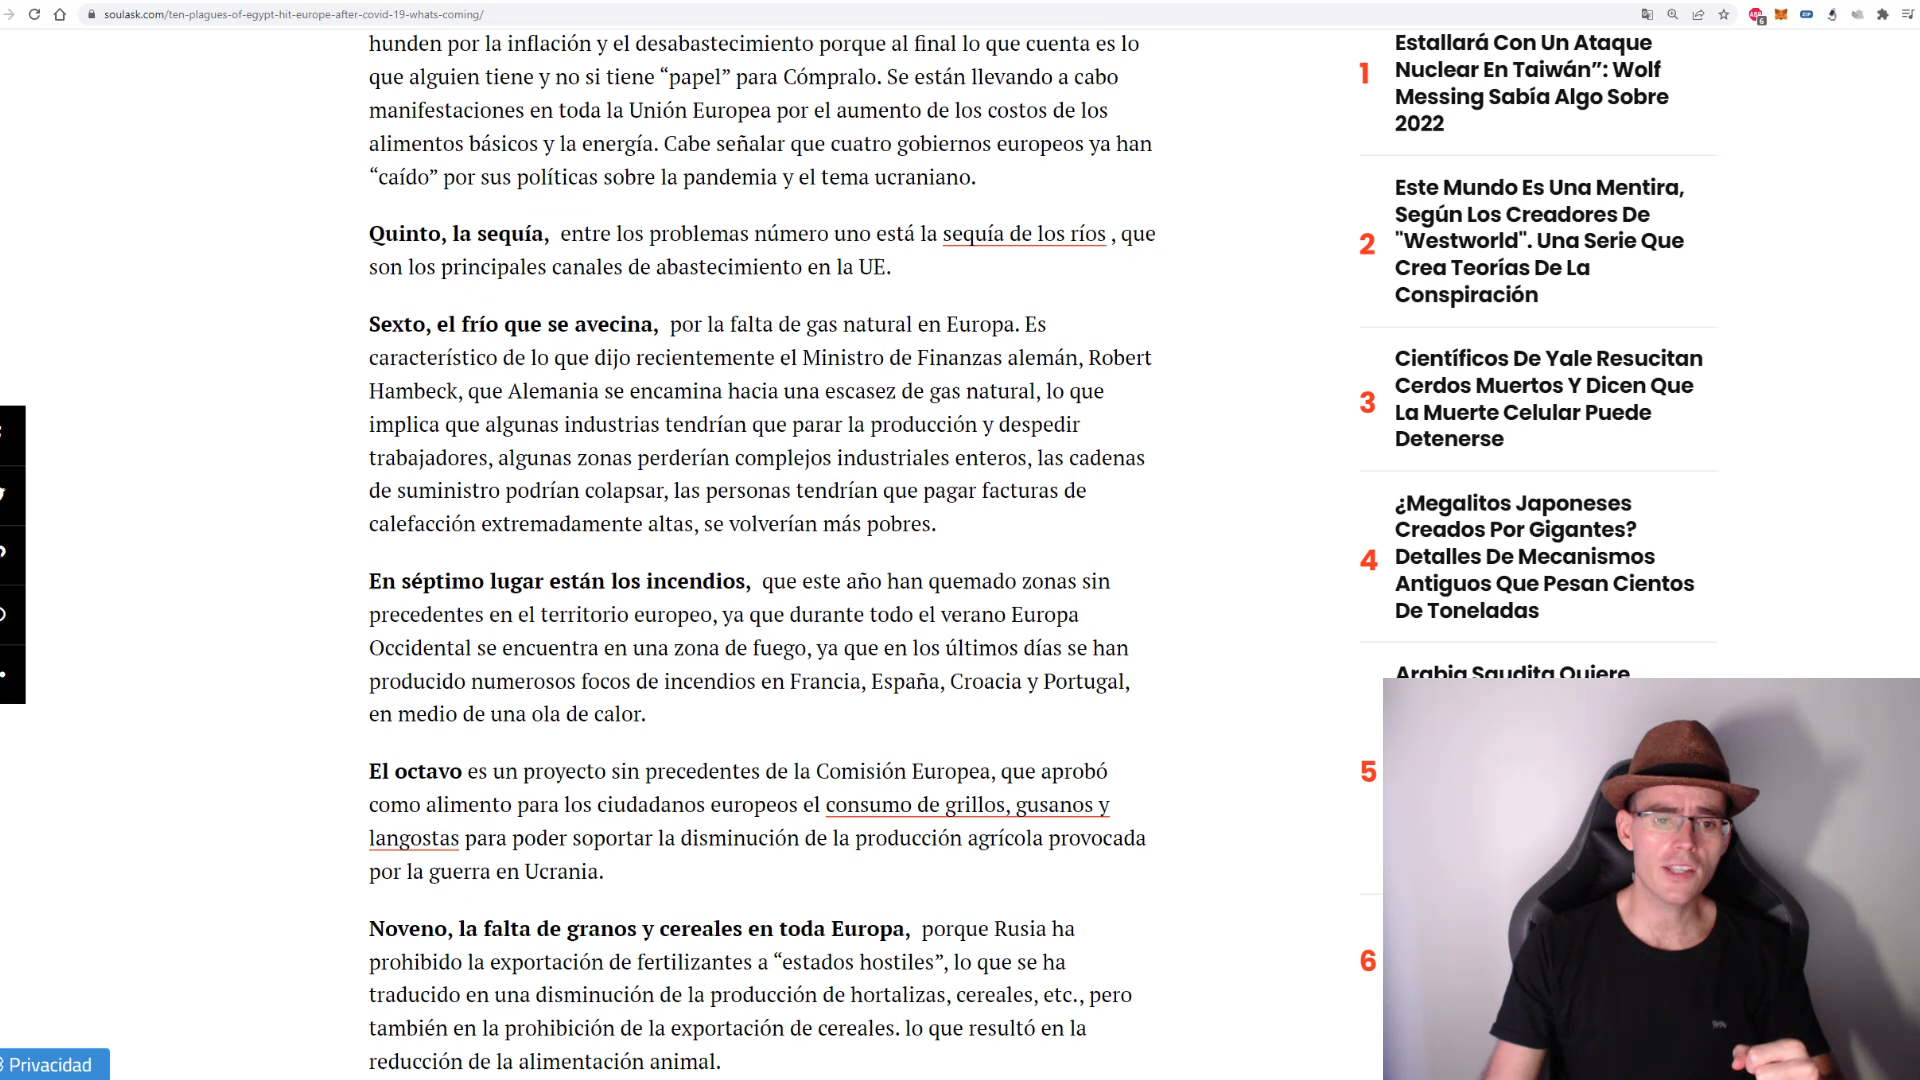 soulask.com/ten-plagues-of-egypt-hit-europe-after-covid-19-whats-coming/
hunden por la inflación y el desabastecimiento porque al final lo que cuenta es lo
que alguien tiene y no si tiene “papel” para Cómpralo. Se están llevando a cabo
manifestaciones en toda la Unión Europea por el aumento de los costos de los
alimentos básicos y la energía. Cabe señalar que cuatro gobiernos europeos ya han
“caído” por sus políticas sobre la pandemia y el tema ucraniano.
Quinto, la sequía, entre los problemas número uno está la sequía de los ríos , que
son los principales canales de abastecimiento en la UE.
Sexto, el frío que se avecina, por la falta de gas natural en Europa. Es
característico de lo que dijo recientemente el Ministro de Finanzas alemán, Robert
Hambeck, que Alemania se encamina hacia una escasez de gas natural, lo que
implica que algunas industrias tendrían que parar la producción y despedir
trabajadores, algunas zonas perderían complejos industriales enteros, las cadenas
de suministro podrían colapsar, las personas tendrían que pagar facturas de
calefacción extremadamente altas, se volverían más pobres.
En séptimo lugar están los incendios, que este año han quemado zonas sin
precedentes en el territorio europeo, ya que durante todo el verano Europa
Occidental se encuentra en una zona de fuego, ya que en los últimos días se han
producido numerosos focos de incendios en Francia, España, Croacia y Portugal,
en medio de una ola de calor.
El octavo es un proyecto sin precedentes de la Comisión Europea, que aprobó
como alimento para los ciudadanos europeos el consumo de grillos, gusanos y
langostas para poder soportar la disminución de la producción agrícola provocada
por la guerra en Ucrania.
Noveno, la falta de granos y cereales en toda Europa, porque Rusia ha
prohibido la exportación de fertilizantes a “estados hostiles”, lo que se ha
traducido en una disminución de la producción de hortalizas, cereales, etc., pero
también en la prohibición de la exportación de cereales. lo que resultó en la
reducción de la alimentación animal.
1
Estallará Con Un Ataque
Nuclear En Taiwán”: Wolf
Messing Sabía Algo Sobre
2022
2
Este Mundo Es Una Mentira,
Según Los Creadores De
"Westworld". Una Serie Que
Crea Teorías De La
Conspiración
3
Científicos De Yale Resucitan
Cerdos Muertos Y Dicen Que
La Muerte Celular Puede
Detenerse
4
¿Megalitos Japoneses
Creados Por Gigantes?
Detalles De Mecanismos
Antiguos Que Pesan Cientos
De Toneladas
5
Arabia Saudita Quiere
6
Privacidad